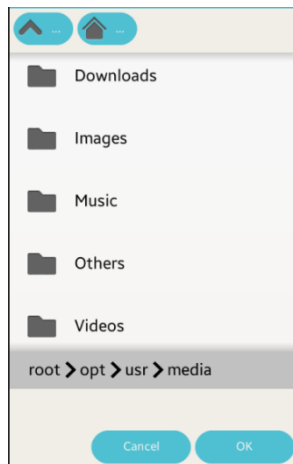 ... ...
Downloads
Images
Music
Others
Videos
root > opt > usr > media
Cancel OK